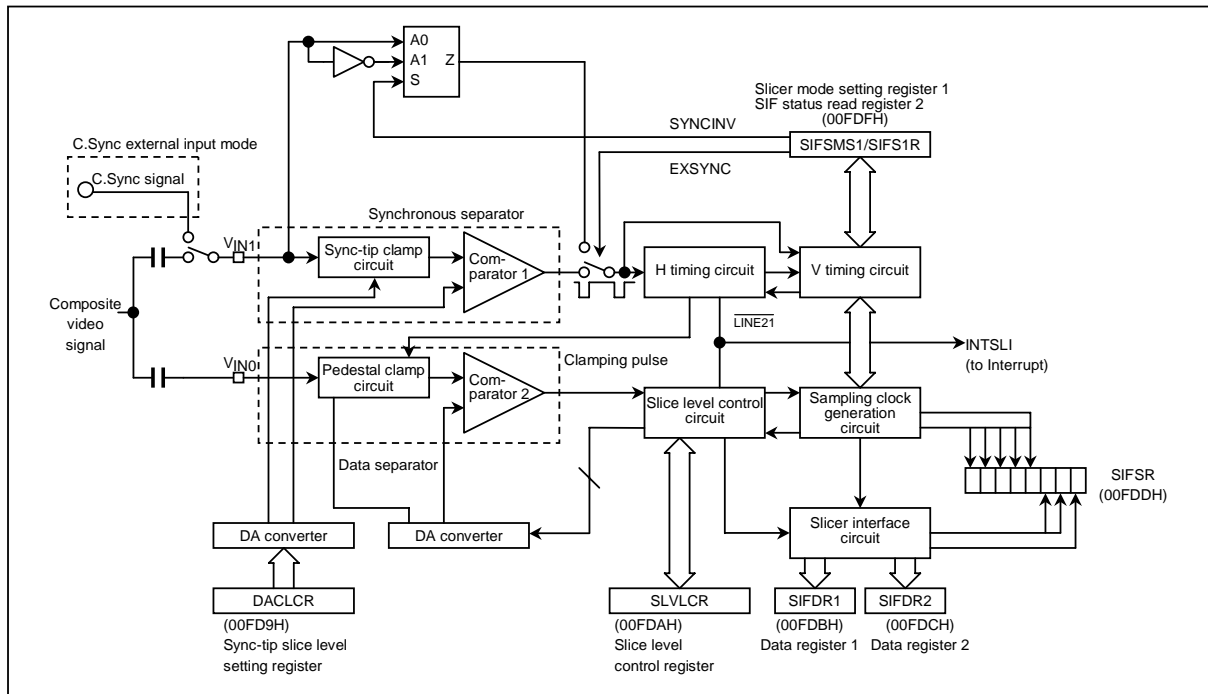 A0
A1
Z
S
Slicer mode setting register 1
SIF status read register 2
(00FDFH)
SYNCINV
SIFSMS1/SIFS1R
EXSYNC
C.Sync external input mode
C.Sync signal
Synchronous separator
VIN1
Sync-tip clamp
circuit
Com-
parator 1
H timing circuit
V timing circuit
Composite
video
signal
LINE21
INTSLI
(to Interrupt)
Clamping pulse
VIN0
Pedestal clamp
circuit
Com-
parator 2
Slice level control
circuit
Sampling clock
generation
circuit
Data separator
SIFSR
(00FDDH)
DA converter
DA converter
Slicer interface
circuit
DACLCR
SLVLCR
SIFDR1
SIFDR2
(00FD9H)
Sync-tip slice level
setting register
(00FDAH)
Slice level
control register
(00FDBH)
Data register 1
(00FDCH)
Data register 2